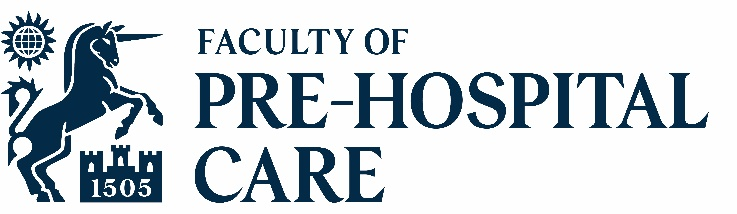 FACULTY OF
PRE-HOSPITAL
CARE
1505